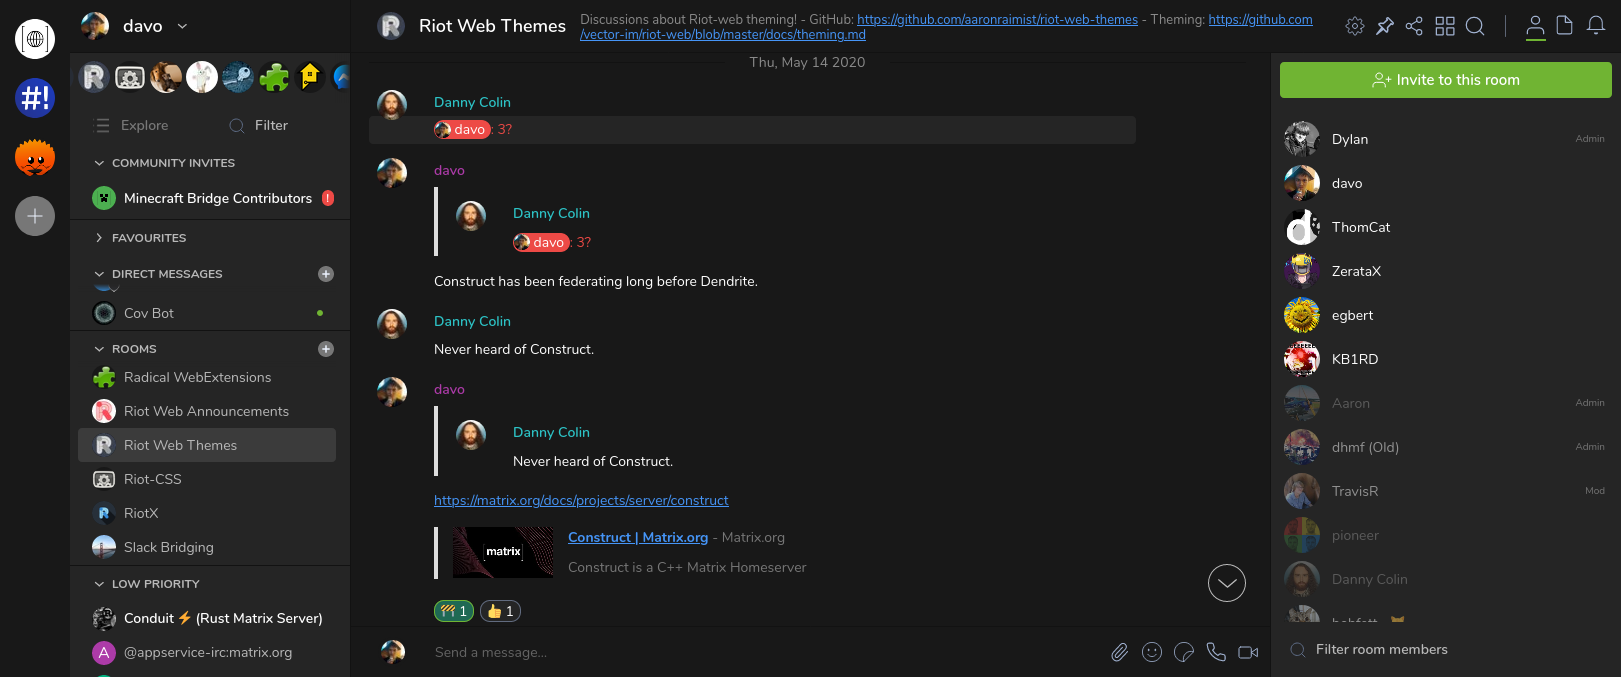 davo
Explore
Filter
COMMUNITY INVITES
Minecraft Bridge Contributors !
FAVOURITES
DIRECT MESSAGES
Cov Bot
ROOMS
Radical WebExtensions
Riot Web Announcements
Riot Web Themes
Riot-CSS
RiotX
Slack Bridging
LOW PRIORITY
Conduit ⚡ (Rust Matrix Server)
A @appservice-irc:matrix.org
#!
Riot Web Themes
Discussions about Riot-web theming! - GitHub: https://github.com/aaronraimist/riot-web-themes - Theming: https://github.com
/vector-im/riot-web/blob/master/docs/theming.md
Thu, May 14 2020
Danny Colin
davo : 3?
davo
Danny Colin
davo : 3?
Construct has been federating long before Dendrite.
Danny Colin
Never heard of Construct.
davo
Danny Colin
Never heard of Construct.
https://matrix.org/docs/projects/server/construct
matrix
Construct | Matrix.org - Matrix.org
Construct is a C++ Matrix Homeserver
🚧 1 👍 1
Send a message...
Invite to this room
Dylan Admin
davo
ThomCat
ZerataX
egbert
KB1RD
Aaron Admin
dhmf (Old) Admin
TravisR Mod
pioneer
Danny Colin
Filter room members